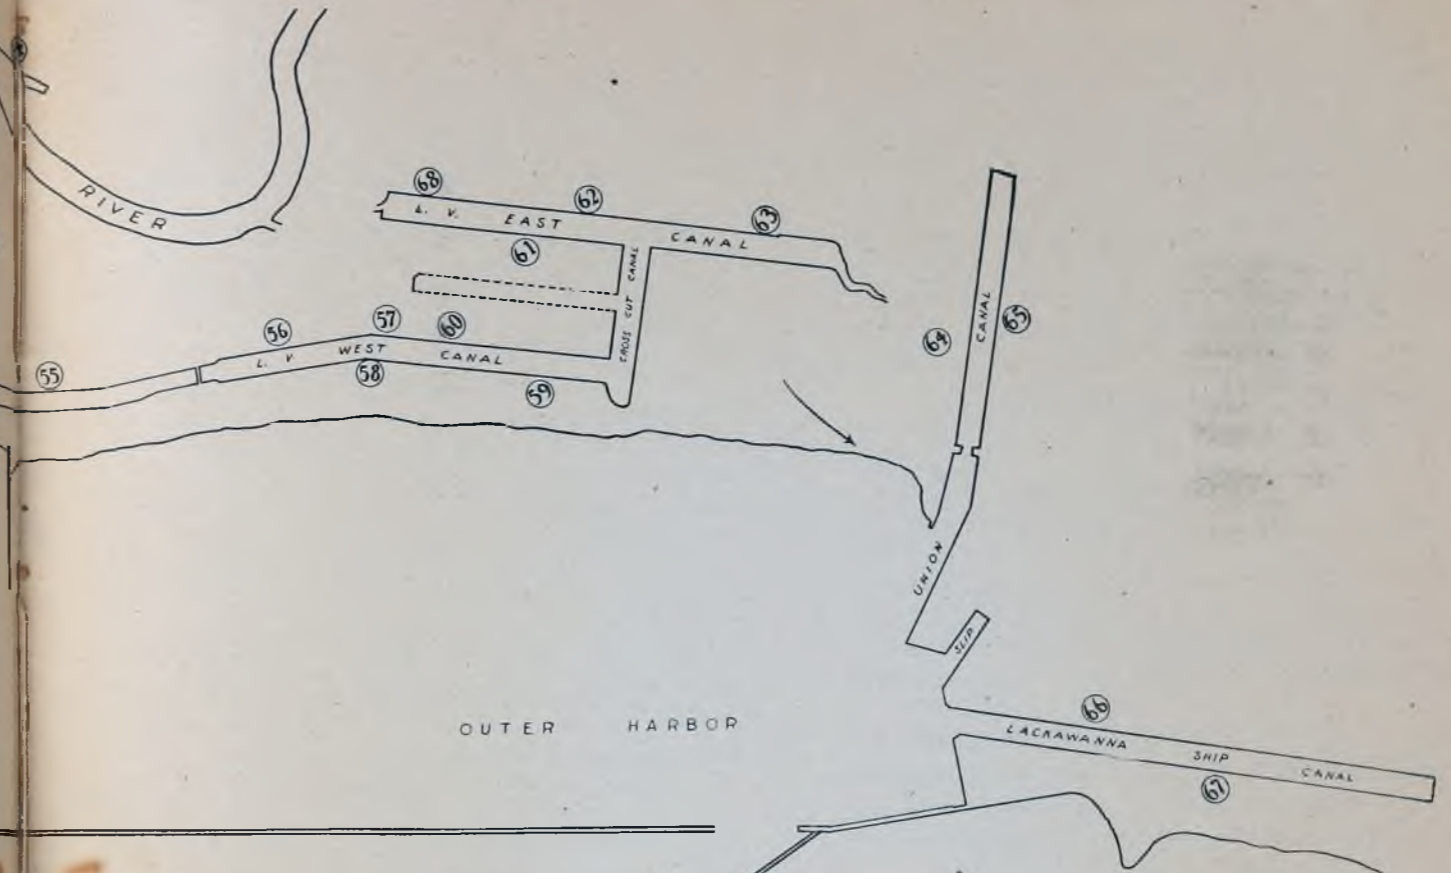 RIVER
68
62
63
L. V. EAST CANAL
61
CROSS CUT CANAL
56
57
60
L. V WEST CANAL
55
58
59
64
CANAL
65
UNION
SLIP
OUTER HARBOR
66
LACKAWANNA SHIP CANAL
67